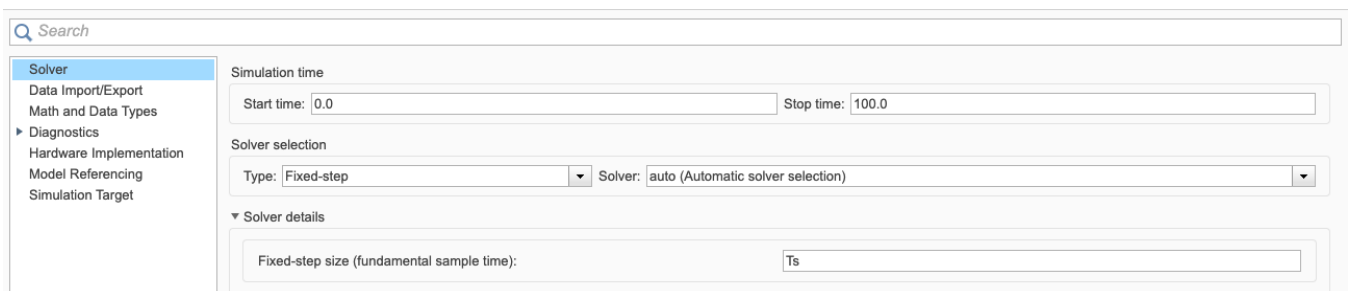 Search
Solver
Data Import/Export
Math and Data Types
Diagnostics
Hardware Implementation
Model Referencing
Simulation Target
Simulation time
Start time: 0.0 Stop time: 100.0
Solver selection
Type: Fixed-step Solver: auto (Automatic solver selection)
Solver details
Fixed-step size (fundamental sample time): Ts